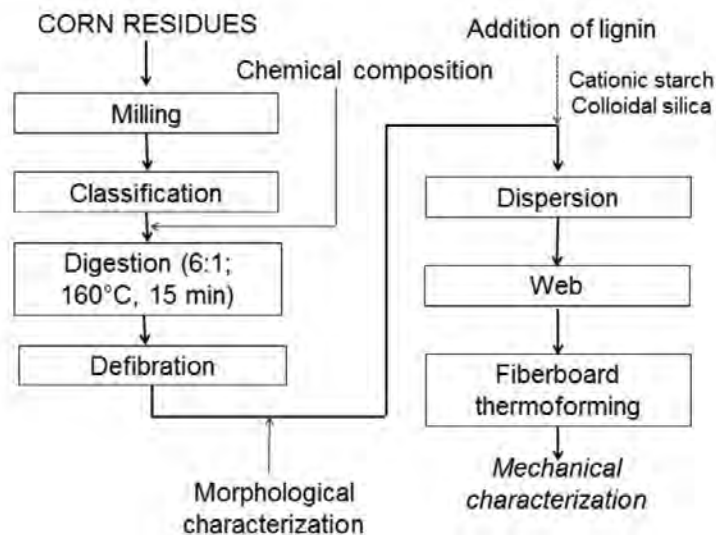 CORN RESIDUES
Milling
Chemical composition
Classification
Digestion (6:1;
160°C, 15 min)
Defibration
Morphological
characterization
Addition of lignin
Cationic starch
Colloidal silica
Dispersion
Web
Fiberboard
thermoforming
Mechanical
characterization